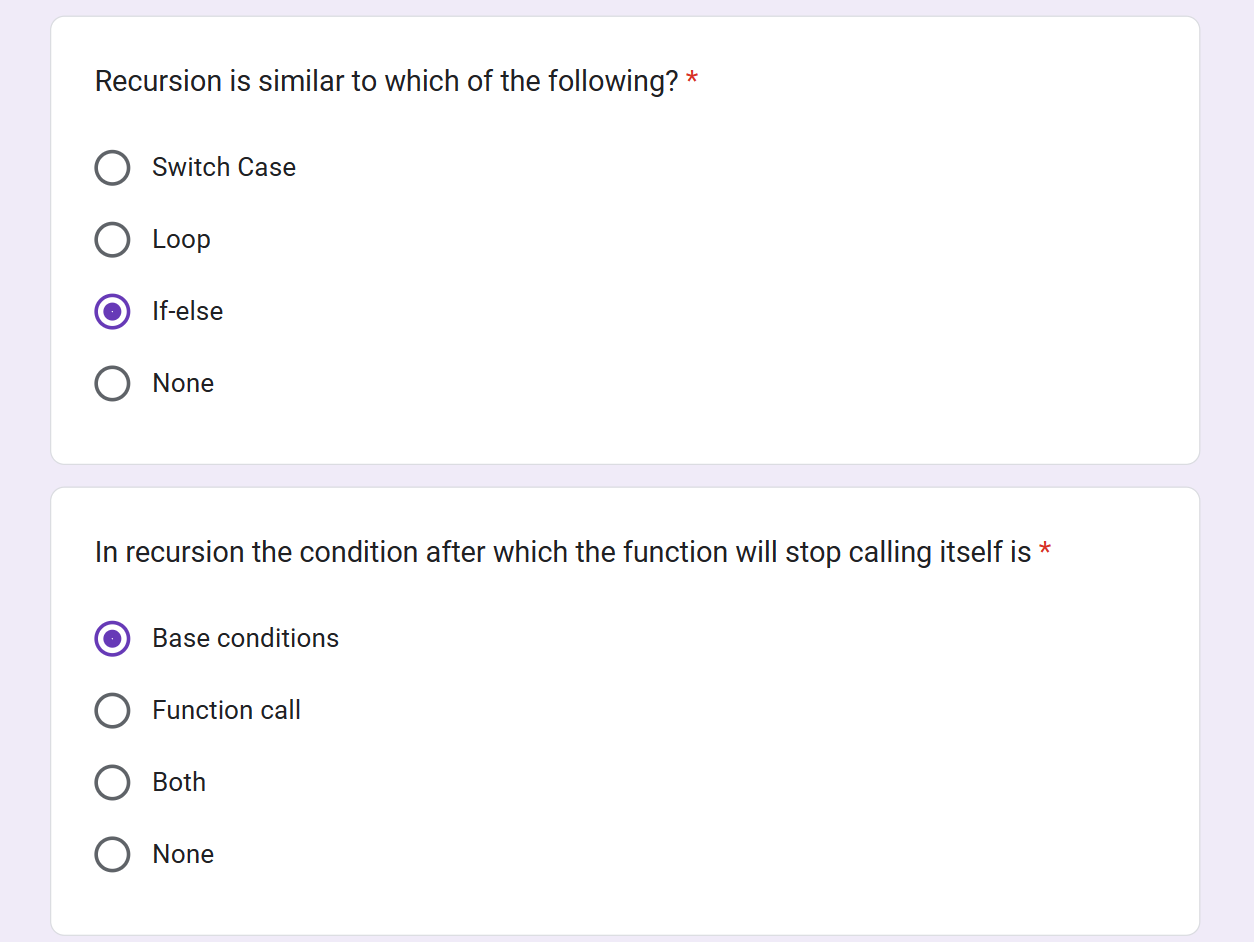 Recursion is similar to which of the following? *
Switch Case
Loop
If-else
None
In recursion the condition after which the function will stop calling itself is *
Base conditions
Function call
Both
None